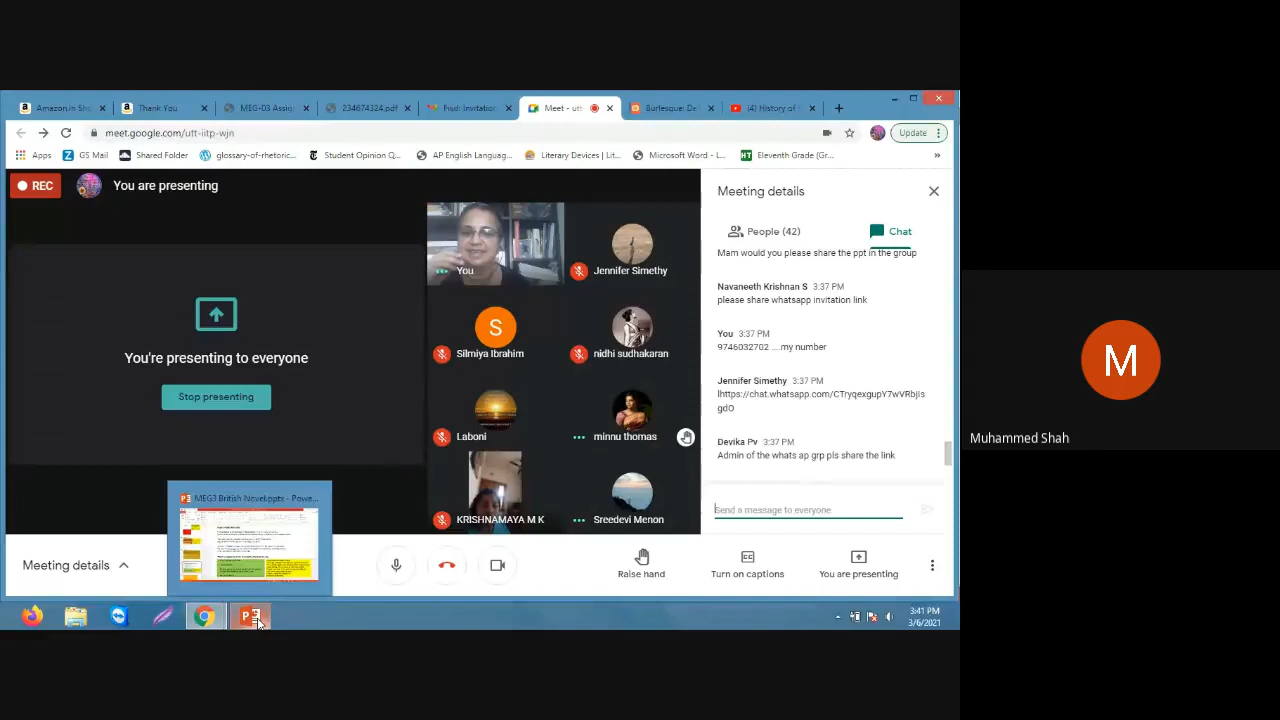 Amazon.in Sho
Thank You
MEG-03 Assig
234674324.pdf
Fwd: Invitation
Meet - utt
Burlesque: De
(4) History of
meet.google.com/utt-iitp-wjn
Update
Apps
GS Mail
Shared Folder
glossary-of-rhetoric...
Student Opinion Q...
AP English Languag...
Literary Devices | Lit...
Microsoft Word - L...
HT
Eleventh Grade (Gr...
»
REC
You are presenting
Meeting details
People (42)
Chat
You
Jennifer Simethy
Mam would you please share the ppt in the group
Navaneeth Krishnan S 3:37 PM
please share whatsapp invitation link
S
Silmiya Ibrahim
nidhi sudhakaran
You 3:37 PM
9746032702 ....my number
You're presenting to everyone
Stop presenting
Jennifer Simethy 3:37 PM
lhttps://chat.whatsapp.com/CTryqexgupY7wVRbjIs
gdO
Laboni
minnu thomas
Devika Pv 3:37 PM
Admin of the whats ap grp pls share the link
M
Muhammed Shah
MEG3 British Novel.pptx - Powe...
KRISHNAMAYA M K
Sreedevi Menon
Send a message to everyone
Meeting details
Raise hand
Turn on captions
You are presenting
3:41 PM
3/6/2021